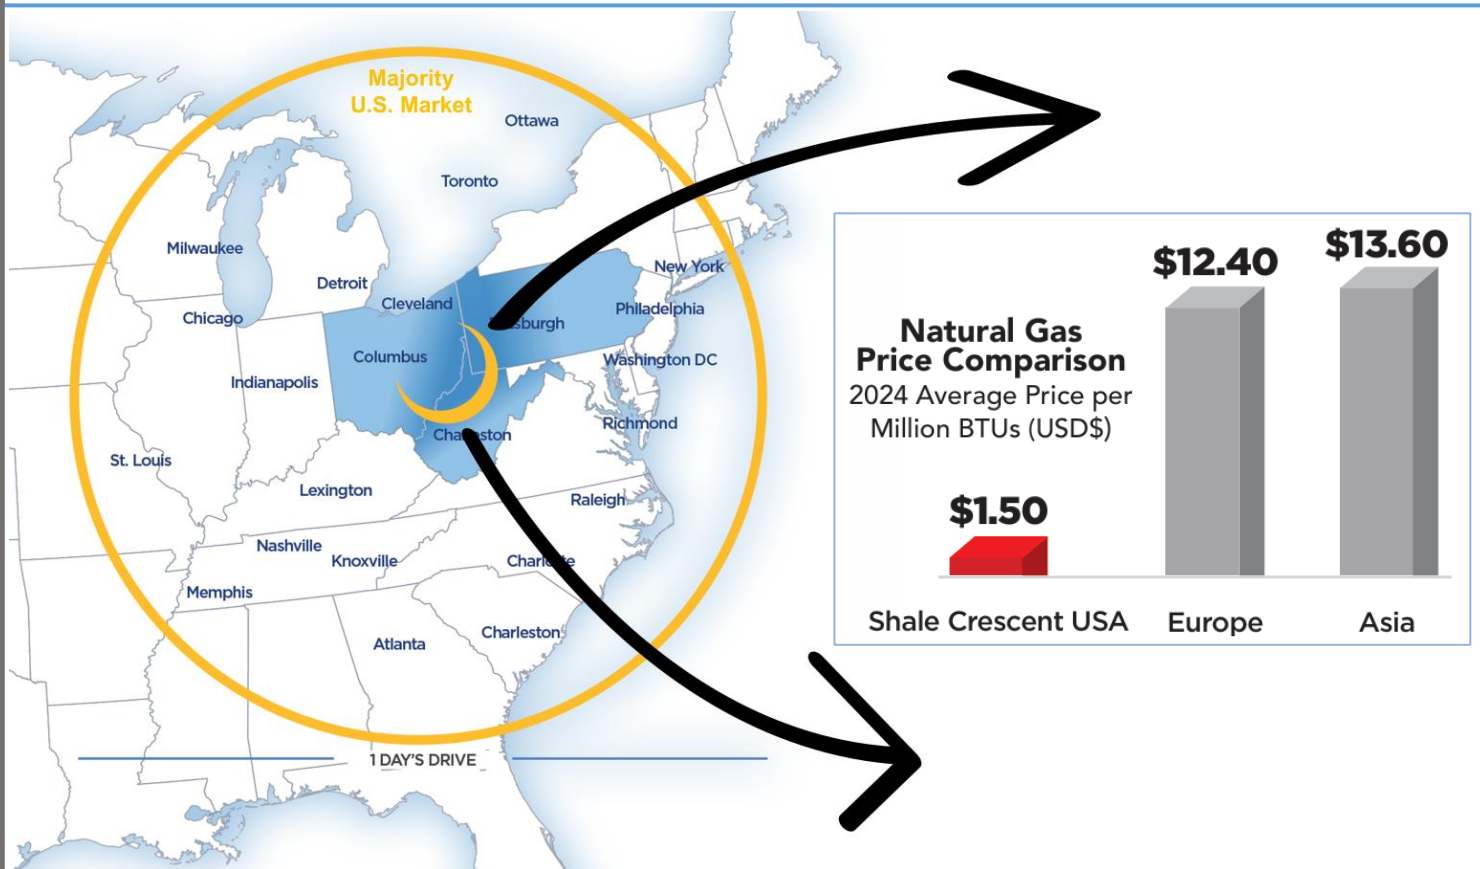 Majority
U.S. Market
Ottawa
Toronto
Milwaukee
Detroit
New York
Cleveland
Chicago
Philadelphia
Columbus
Washington DC
Indianapolis
Richmond
St. Louis
Lexington
Raleigh
Nashville
Knoxville
Memphis
Charleston
Atlanta
1 DAY'S DRIVE
Natural Gas
Price Comparison
2024 Average Price per
Million BTUs (USD$)
$1.50
$12.40
$13.60
Shale Crescent USA
Europe
Asia